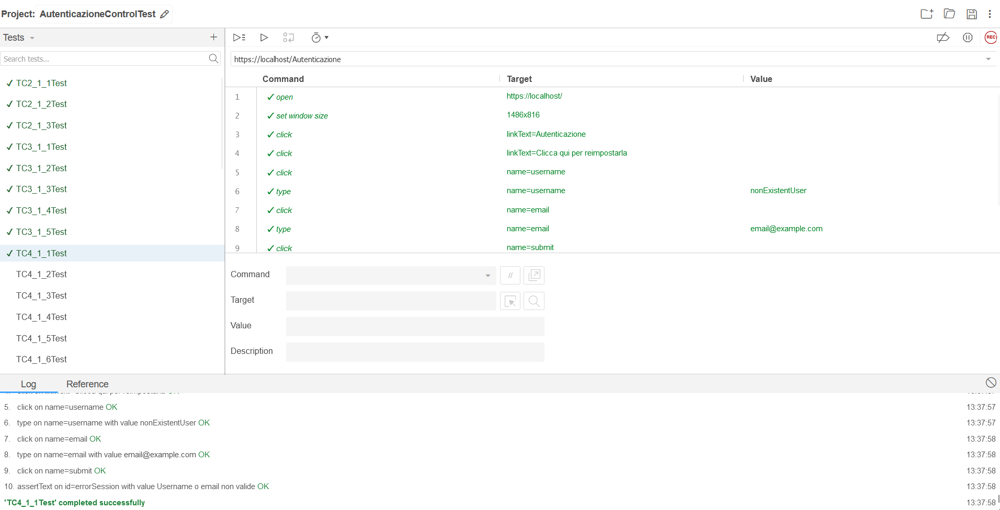 Project: AutenticazioneControlTest
Tests
Search tests...
TC2_1_1Test
TC2_1_2Test
TC2_1_3Test
TC3_1_1Test
TC3_1_2Test
TC3_1_3Test
TC3_1_4Test
TC3_1_5Test
TC4_1_1Test
TC4_1_2Test
TC4_1_3Test
TC4_1_4Test
TC4_1_5Test
TC4_1_6Test
REC
https://localhost/Autenticazione
Command Target Value
1 open https://localhost/
2 set window size 1486x816
3 click linkText=Autenticazione
4 click linkText=Clicca qui per reimpostarla
5 click name=username
6 type name=username nonExistentUser
7 click name=email
8 type name=email email@example.com
9 click name=submit
Command //
Target
Value
Description
Log Reference
5. click on name=username OK 13:37:57
6. type on name=username with value nonExistentUser OK 13:37:57
7. click on name=email OK 13:37:58
8. type on name=email with value email@example.com OK 13:37:58
9. click on name=submit OK 13:37:58
10. assertText on id=errorSession with value Username o email non valide OK 13:37:58
'TC4_1_1Test' completed successfully 13:37:58